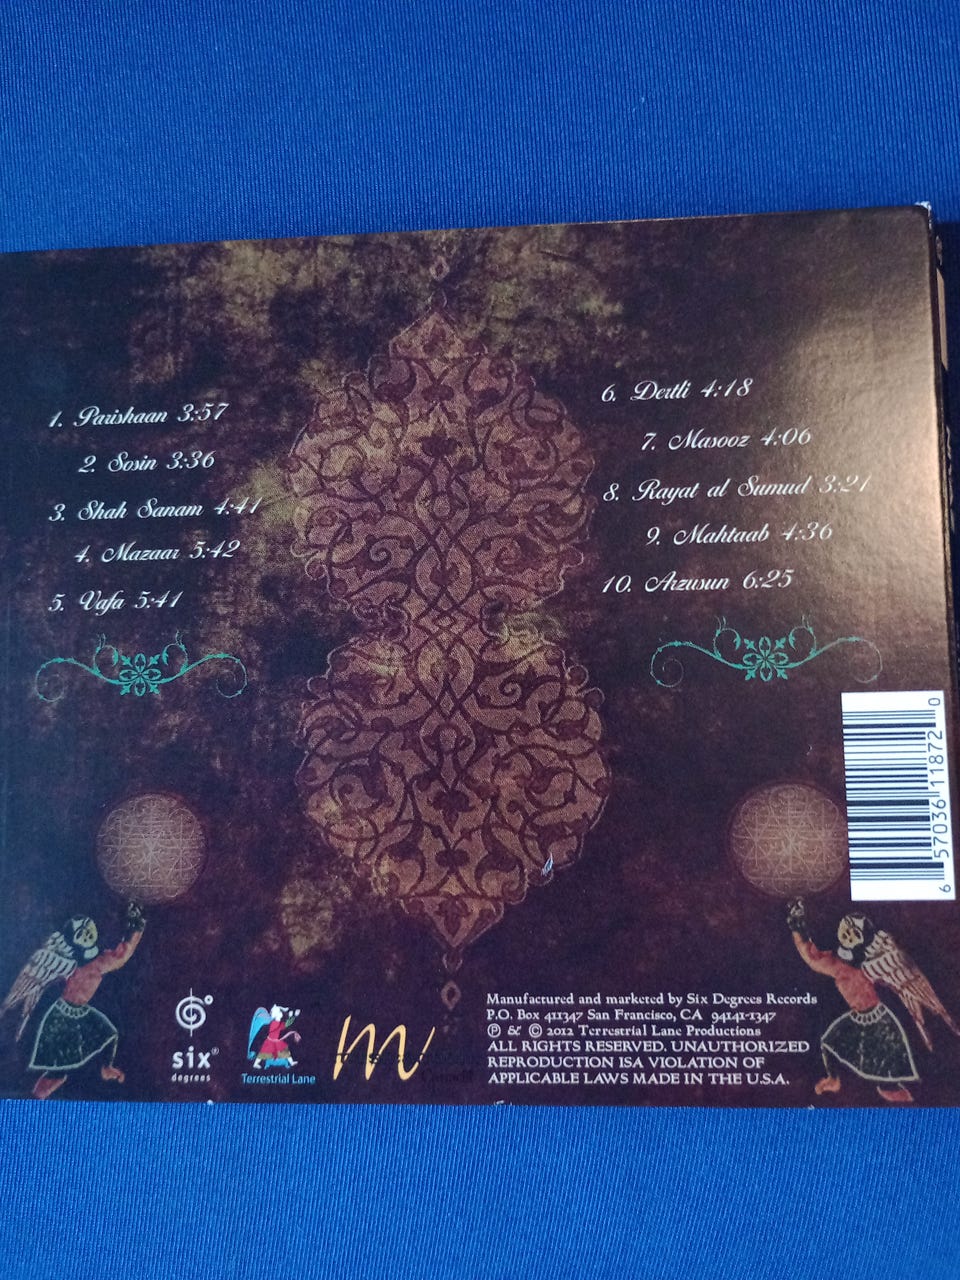 1. Parishaan 3:57
2. Sosin 3:36
3. Shah Sanam 4:41
4. Mazaar 5:42
5. Vafa 5:41
6. Dertli 4:18
7. Masooz 4:06
8. Rayat al Sumud 3:21
9. Mahtaab 4:36
10. Arzusun 6:25
6 57036 11872 0
six®
degrees
Terrestrial Lane
m
Canada
Manufactured and marketed by Six Degrees Records
P.O. Box 411347 San Francisco, CA 94141-1347
℗ & © 2012 Terrestrial Lane Productions
ALL RIGHTS RESERVED. UNAUTHORIZED
REPRODUCTION ISA VIOLATION OF
APPLICABLE LAWS MADE IN THE U.S.A.